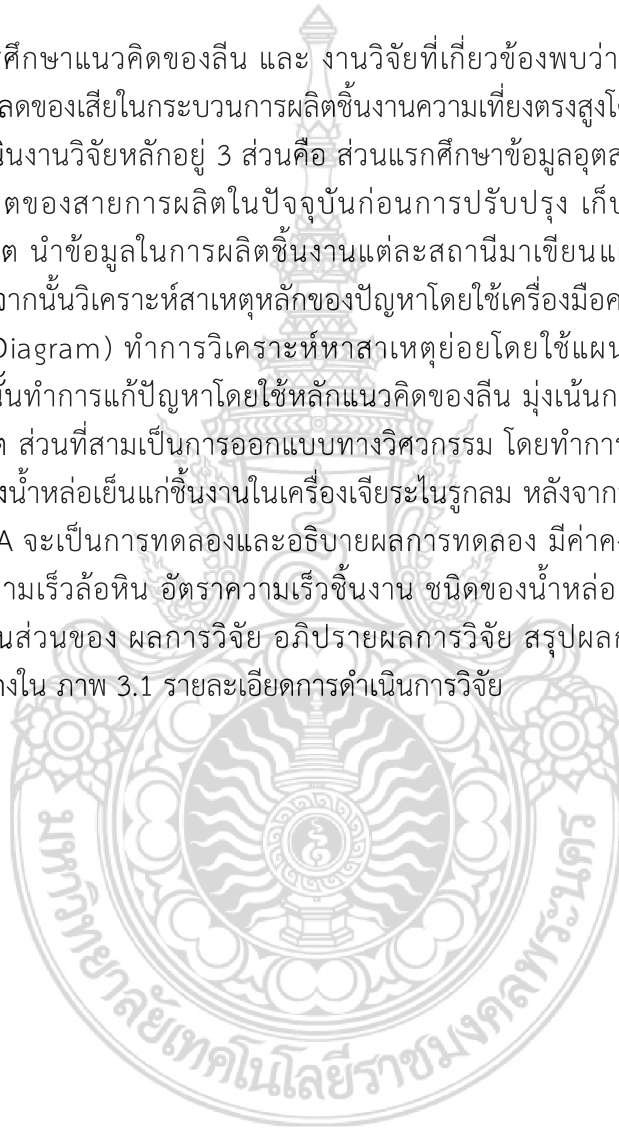 ศึกษาแนวคิดของลีน และ งานวิจัยที่เกี่ยวข้องพบว่า
ลดของเสียในกระบวนการผลิตชิ้นงานความเที่ยงตรงสูงโ
นินงานวิจัยหลักอยู่ 3 ส่วนคือ ส่วนแรกศึกษาข้อมูลอุตส
ตของสายการผลิตในปัจจุบันก่อนการปรับปรุง เก็บ
ต นำข้อมูลในการผลิตชิ้นงานแต่ละสถานีมาเขียนแ
จากนั้นวิเคราะห์สาเหตุหลักของปัญหาโดยใช้เครื่องมือค
Diagram) ทำการวิเคราะห์หาสาเหตุย่อยโดยใช้แผน
นั้นทำการแก้ปัญหาโดยใช้หลักแนวคิดของลีน มุ่งเน้นก
ต ส่วนที่สามเป็นการออกแบบทางวิศวกรรม โดยทำการ
งน้ำหล่อเย็นแก่ชิ้นงานในเครื่องเจียระไนรูกลม หลังจาก
A จะเป็นการทดลองและอธิบายผลการทดลอง มีค่าค
ามเร็วล้อหิน อัตราความเร็วชิ้นงาน ชนิดของน้ำหล่อ
นส่วนของ ผลการวิจัย อภิปรายผลการวิจัย สรุปผลก
างใน ภาพ 3.1 รายละเอียดการดำเนินการวิจัย
มหาวิทยาลัยเทคโนโลยีราชมงคลพระนคร